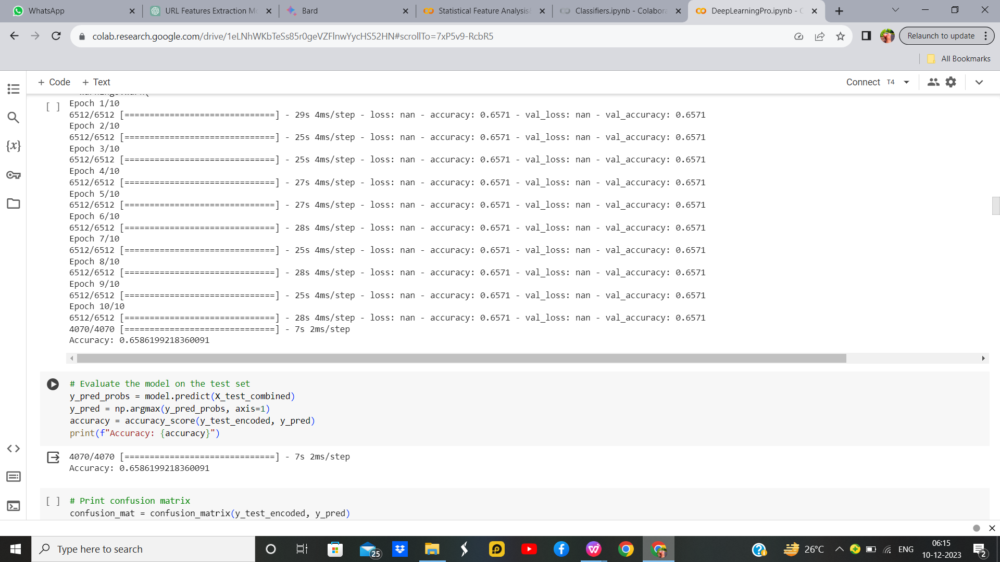 WhatsApp
URL Features Extraction Mo
Bard
Statistical Feature Analysis
Classifiers.ipynb - Colabora
DeepLearningPro.ipynb - C
colab.research.google.com/drive/1eLNhWKbTeSs85r0geVZFlnwYycHS52HN#scrollTo=7xP5v9-RcbR5
Relaunch to update
All Bookmarks
+ Code + Text
Connect T4
[ ]
Epoch 1/10
6512/6512 [==============================] - 29s 4ms/step - loss: nan - accuracy: 0.6571 - val_loss: nan - val_accuracy: 0.6571
Epoch 2/10
6512/6512 [==============================] - 25s 4ms/step - loss: nan - accuracy: 0.6571 - val_loss: nan - val_accuracy: 0.6571
Epoch 3/10
6512/6512 [==============================] - 25s 4ms/step - loss: nan - accuracy: 0.6571 - val_loss: nan - val_accuracy: 0.6571
Epoch 4/10
6512/6512 [==============================] - 27s 4ms/step - loss: nan - accuracy: 0.6571 - val_loss: nan - val_accuracy: 0.6571
Epoch 5/10
6512/6512 [==============================] - 27s 4ms/step - loss: nan - accuracy: 0.6571 - val_loss: nan - val_accuracy: 0.6571
Epoch 6/10
6512/6512 [==============================] - 28s 4ms/step - loss: nan - accuracy: 0.6571 - val_loss: nan - val_accuracy: 0.6571
Epoch 7/10
6512/6512 [==============================] - 25s 4ms/step - loss: nan - accuracy: 0.6571 - val_loss: nan - val_accuracy: 0.6571
Epoch 8/10
6512/6512 [==============================] - 28s 4ms/step - loss: nan - accuracy: 0.6571 - val_loss: nan - val_accuracy: 0.6571
Epoch 9/10
6512/6512 [==============================] - 25s 4ms/step - loss: nan - accuracy: 0.6571 - val_loss: nan - val_accuracy: 0.6571
Epoch 10/10
6512/6512 [==============================] - 28s 4ms/step - loss: nan - accuracy: 0.6571 - val_loss: nan - val_accuracy: 0.6571
4070/4070 [==============================] - 7s 2ms/step
Accuracy: 0.6586199218360091
# Evaluate the model on the test set
y_pred_probs = model.predict(X_test_combined)
y_pred = np.argmax(y_pred_probs, axis=1)
accuracy = accuracy_score(y_test_encoded, y_pred)
print(f"Accuracy: {accuracy}")
4070/4070 [==============================] - 7s 2ms/step
Accuracy: 0.6586199218360091
[ ] # Print confusion matrix
confusion_mat = confusion_matrix(y_test_encoded, y_pred)
{x}
Type here to search
25
26°C
ENG
06:15
10-12-2023
2